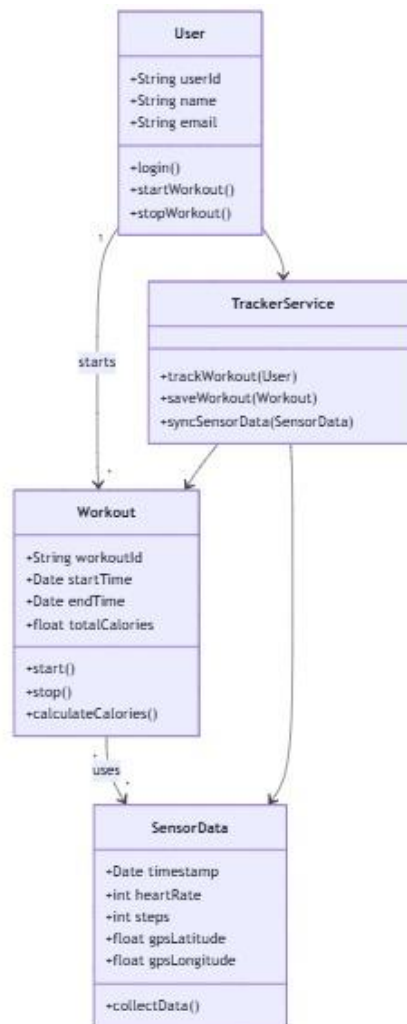 User
+String userId
+String name
+String email
+login()
+startWorkout()
+stopWorkout()
1
TrackerService
+trackWorkout(User)
+saveWorkout(Workout)
+syncSensorData(SensorData)
starts
*
Workout
+String workoutId
+Date startTime
+Date endTime
+float totalCalories
+start()
+stop()
+calculateCalories()
*
uses
*
SensorData
+Date timestamp
+int heartRate
+int steps
+float gpsLatitude
+float gpsLongitude
+collectData()